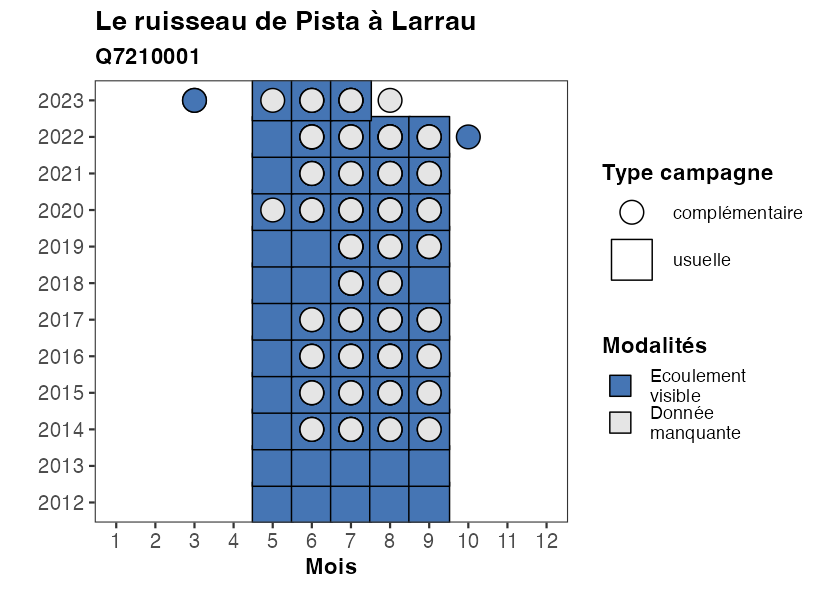 Le ruisseau de Pista à Larrau
Q7210001
2023
2022
2021
2020
2019
2018
2017
2016
2015
2014
2013
2012
1 2 3 4 5 6 7 8 9 10 11 12
Mois
Type campagne
complémentaire
usuelle
Modalités
Ecoulement
visible
Donnée
manquante